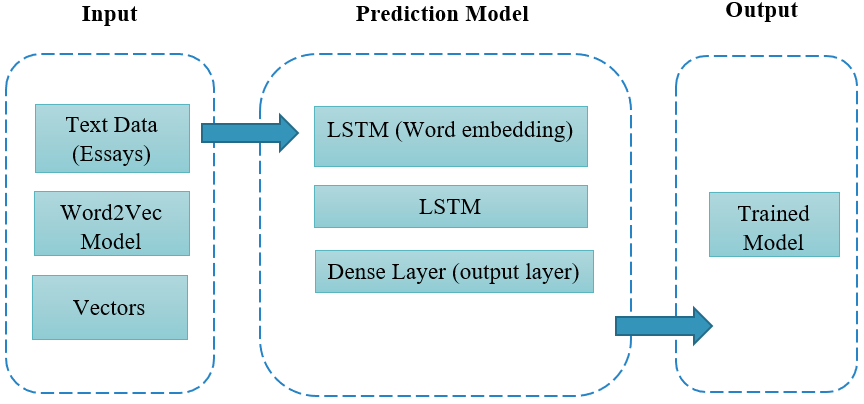 Input
Text Data
(Essays)
Word2Vec
Model
Vectors
Prediction Model
LSTM (Word embedding)
LSTM
Dense Layer (output layer)
Output
Trained
Model